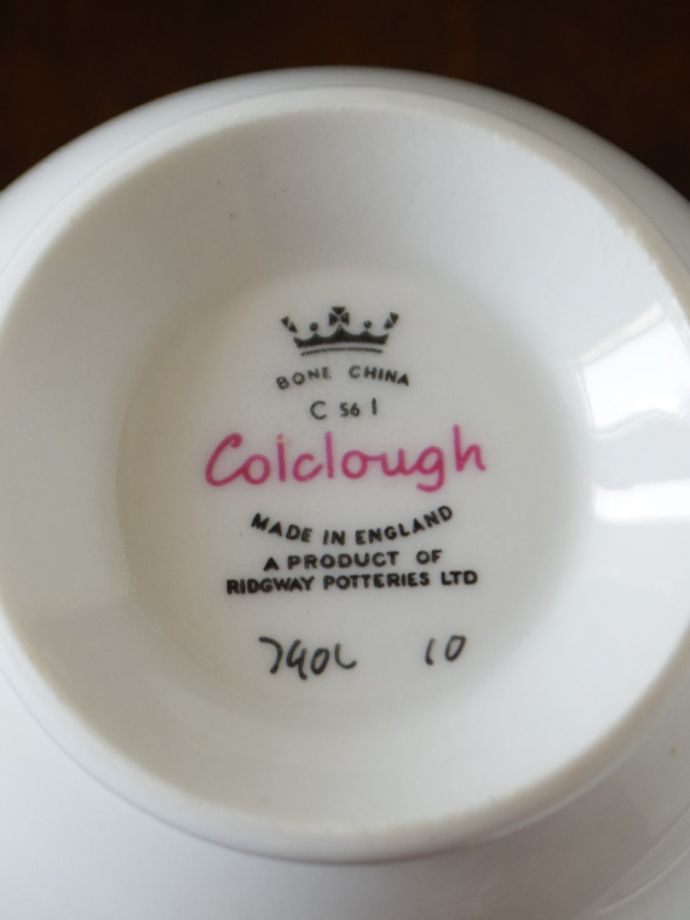 BONE CHINA
C 56 1
Colclough
MADE IN ENGLAND
A PRODUCT OF
RIDGWAY POTTERIES LTD
10